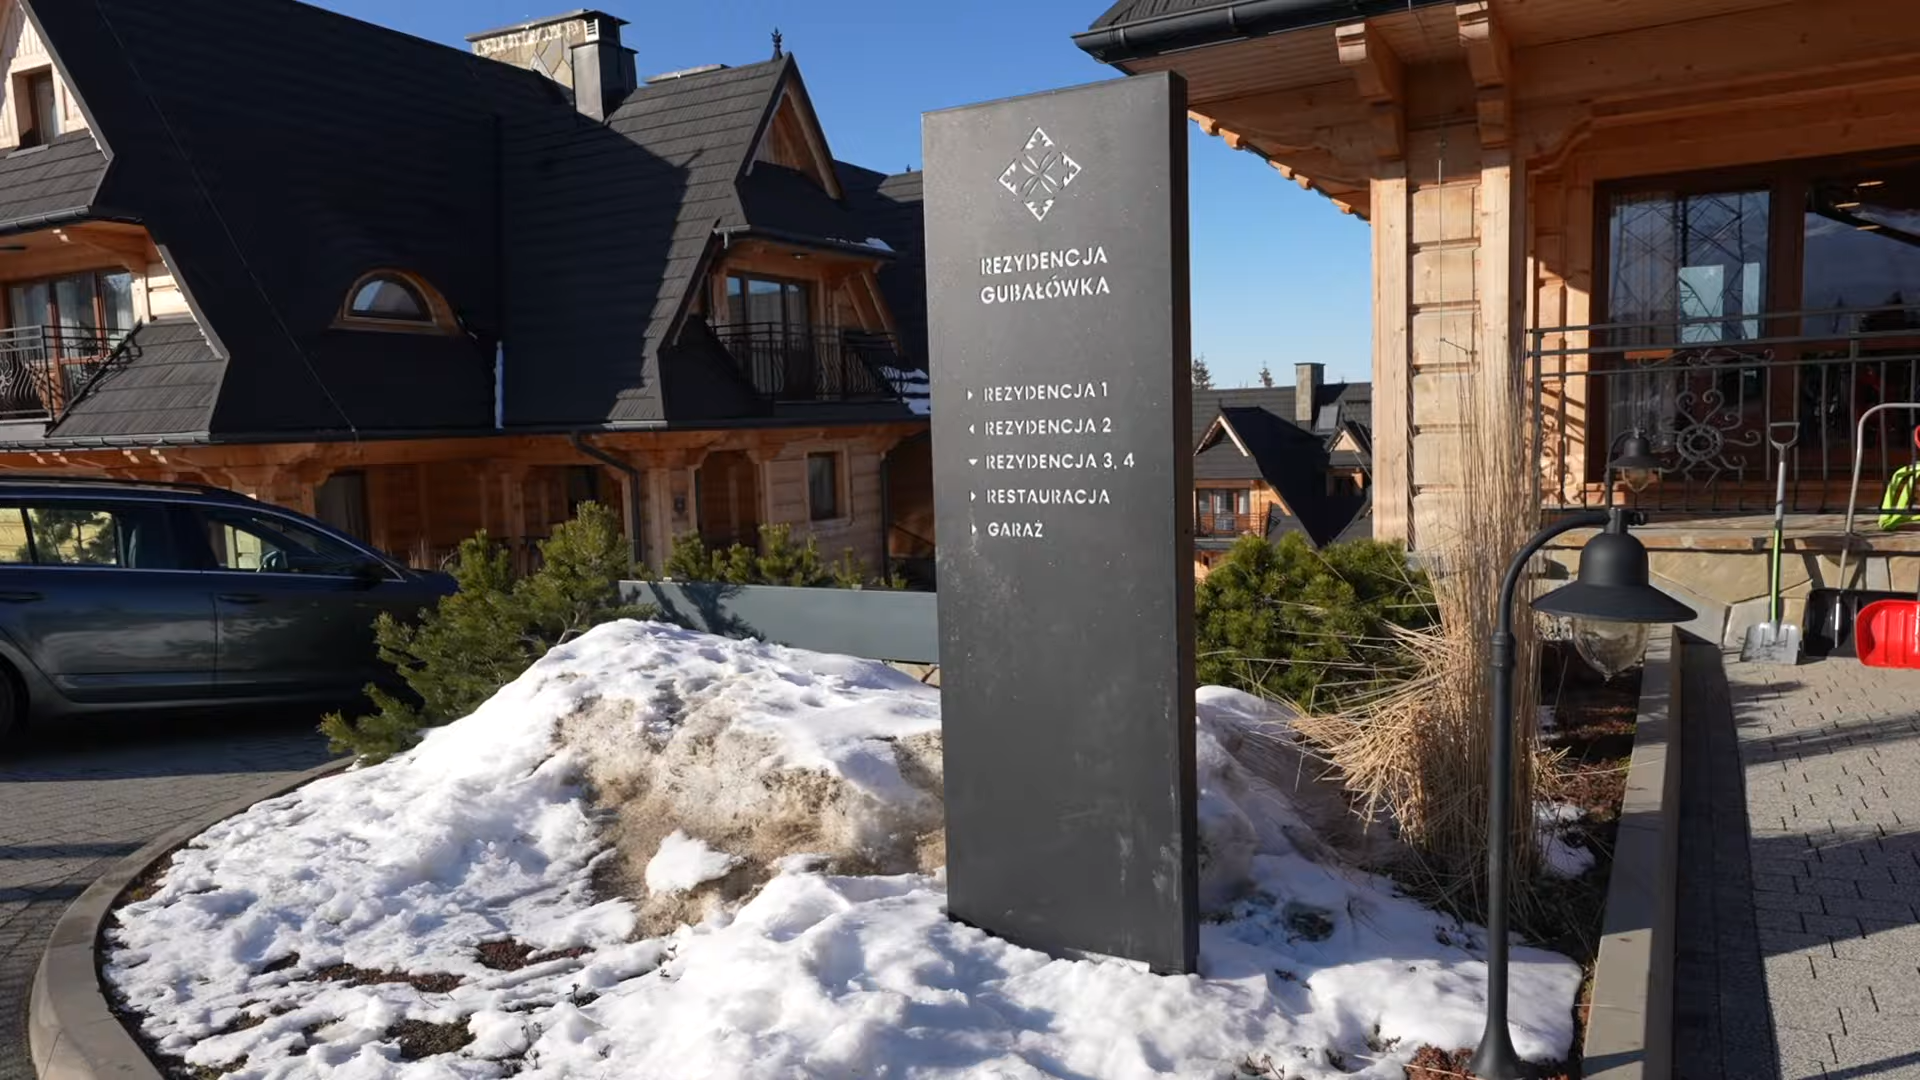 REZYDENCJA
GUBAŁÓWKA
REZYDENCJA 1
REZYDENCJA 2
REZYDENCJA 3, 4
RESTAURACJA
GARAŻ